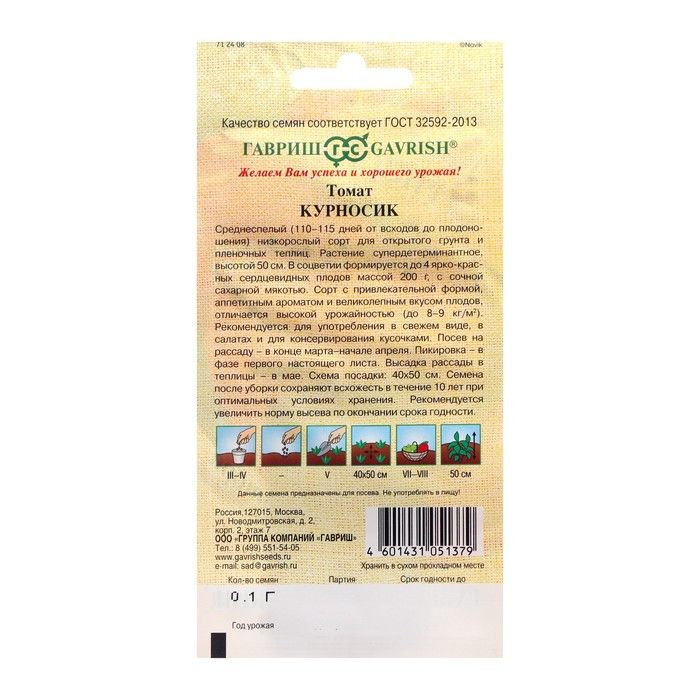 71 24 08
©Novik
Качество семян соответствует ГОСТ 32592-2013
ГАВРИШ ГС GAVRISH®
Желаем Вам успеха и хорошего урожая!
Томат
КУРНОСИК
Среднеспелый (110–115 дней от всходов до плодоно-
шения) низкорослый сорт для открытого грунта и
пленочных теплиц. Растение супердетерминантное,
высотой 50 см. В соцветии формируется до 4 ярко-крас-
ных сердцевидных плодов массой 200 г, с сочной
сахарной мякотью. Сорт с привлекательной формой,
аппетитным ароматом и великолепным вкусом плодов,
отличается высокой урожайностью (до 8–9 кг/м²).
Рекомендуется для употребления в свежем виде, в
салатах и для консервирования кусочками. Посев на
рассаду – в конце марта–начале апреля. Пикировка – в
фазе первого настоящего листа. Высадка рассады в
теплицы – в мае. Схема посадки: 40х50 см. Семена
после уборки сохраняют всхожесть в течение 10 лет при
оптимальных условиях хранения. Рекомендуется
увеличить норму высева по окончании срока годности.
III–IV – V 40х50 см VII–VIII 50 см
Данные семена предназначены для посева. Не употреблять в пищу!
Россия,127015, Москва,
ул. Новодмитровская, д. 2,
корп. 2, этаж 7
ООО «ГРУППА КОМПАНИЙ «ГАВРИШ»
Тел.: 8 (499) 551-54-05
www.gavrishseeds.ru
e-mail: sad@gavrish.ru
4 601431 051379
Хранить в сухом прохладном месте
Кол-во семян Партия Срок годности до
0.1 Г
Год урожая